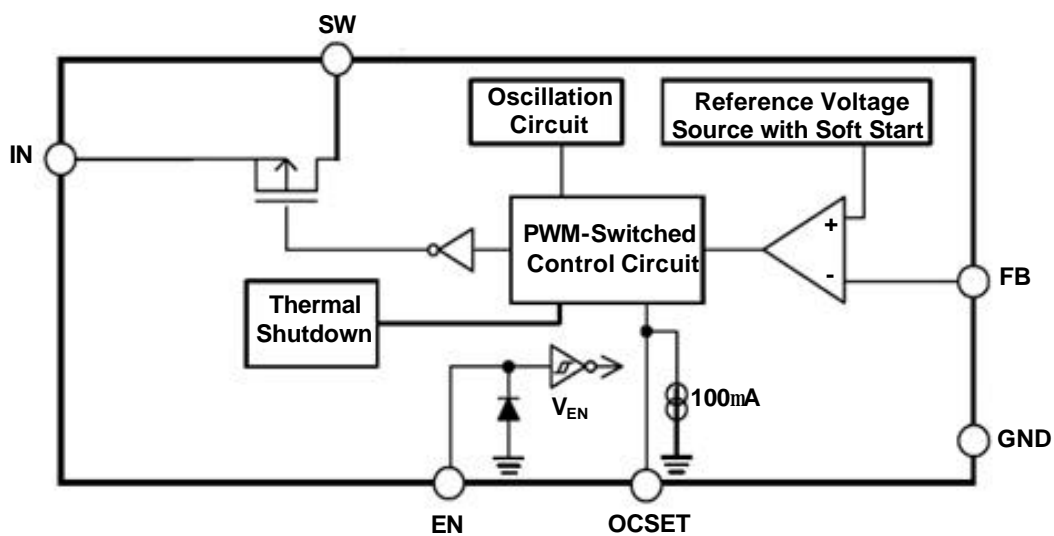 SW
Oscillation
Circuit
Reference Voltage
Source with Soft Start
IN
+
PWM-Switched
Control Circuit
-
FB
Thermal
Shutdown
VEN
100mA
GND
EN
OCSET